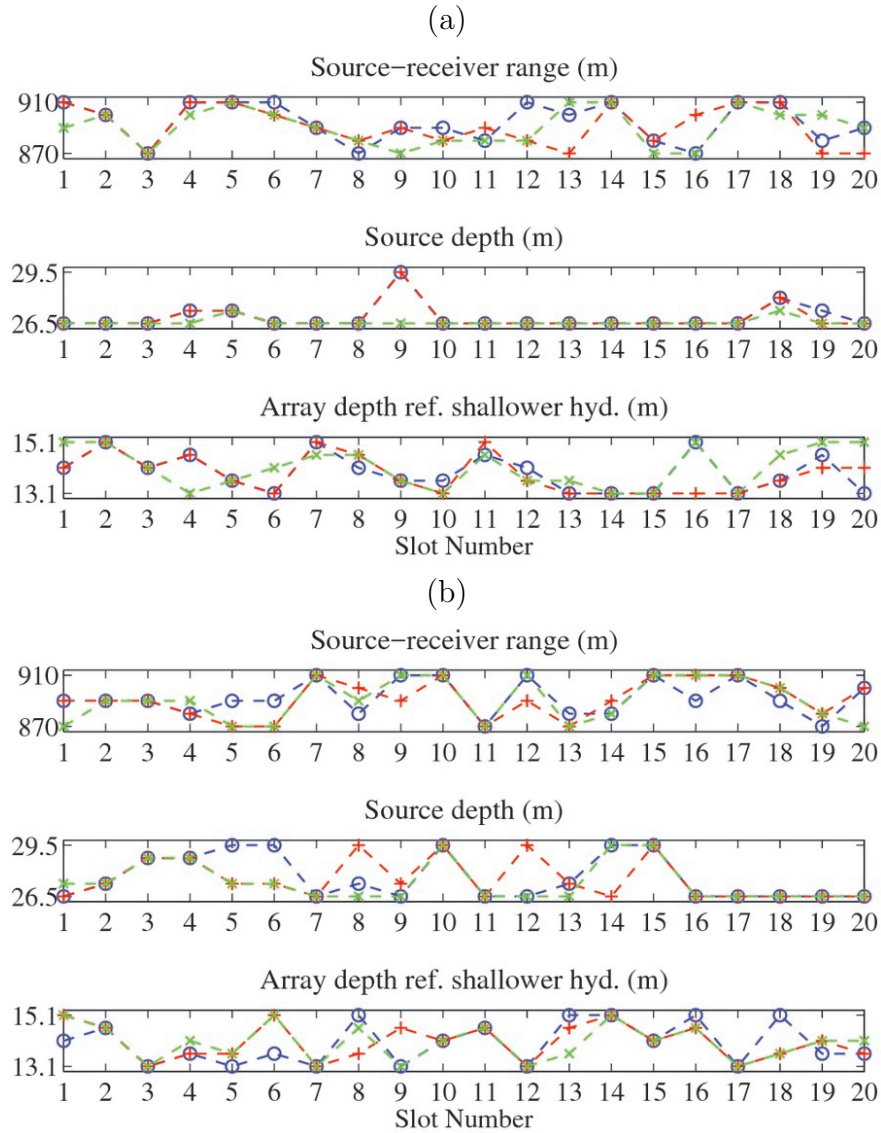 (a)
Source−receiver range (m)
910
870
1 2 3 4 5 6 7 8 9 10 11 12 13 14 15 16 17 18 19 20
Source depth (m)
29.5
26.5
1 2 3 4 5 6 7 8 9 10 11 12 13 14 15 16 17 18 19 20
Array depth ref. shallower hyd. (m)
15.1
13.1
1 2 3 4 5 6 7 8 9 10 11 12 13 14 15 16 17 18 19 20
Slot Number
(b)
Source−receiver range (m)
910
870
1 2 3 4 5 6 7 8 9 10 11 12 13 14 15 16 17 18 19 20
Source depth (m)
29.5
26.5
1 2 3 4 5 6 7 8 9 10 11 12 13 14 15 16 17 18 19 20
Array depth ref. shallower hyd. (m)
15.1
13.1
1 2 3 4 5 6 7 8 9 10 11 12 13 14 15 16 17 18 19 20
Slot Number